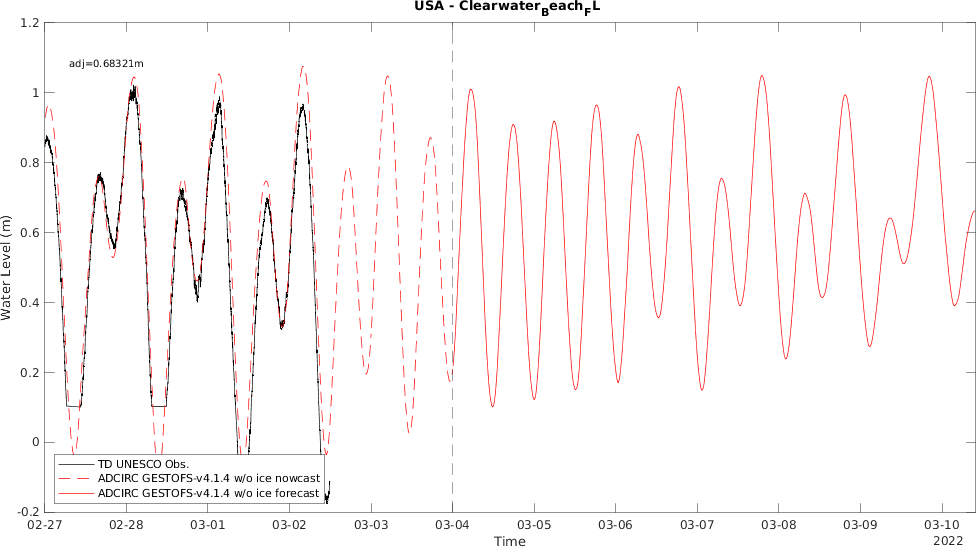 USA - Clearwater_Beach_FL
1.2
adj=0.68321m
1
0.8
0.6
0.4
0.2
0
-0.2
Water Level (m)
TD UNESCO Obs.
ADCIRC GESTOFS-v4.1.4 w/o ice nowcast
ADCIRC GESTOFS-v4.1.4 w/o ice forecast
02-27 02-28 03-01 03-02 03-03 03-04 03-05 03-06 03-07 03-08 03-09 03-10
Time
2022